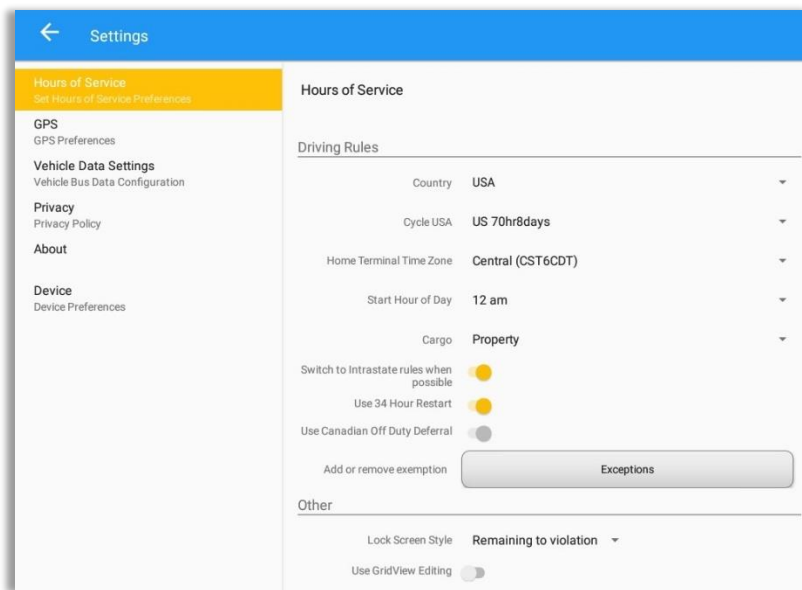 Settings
Hours of Service
Set Hours of Service Preferences
GPS
GPS Preferences
Vehicle Data Settings
Vehicle Bus Data Configuration
Privacy
Privacy Policy
About
Device
Device Preferences
Hours of Service
Driving Rules
Country USA
Cycle USA US 70hr8days
Home Terminal Time Zone Central (CST6CDT)
Start Hour of Day 12 am
Cargo Property
Switch to Intrastate rules when
possible
Use 34 Hour Restart
Use Canadian Off Duty Deferral
Add or remove exemption Exceptions
Other
Lock Screen Style Remaining to violation
Use GridView Editing